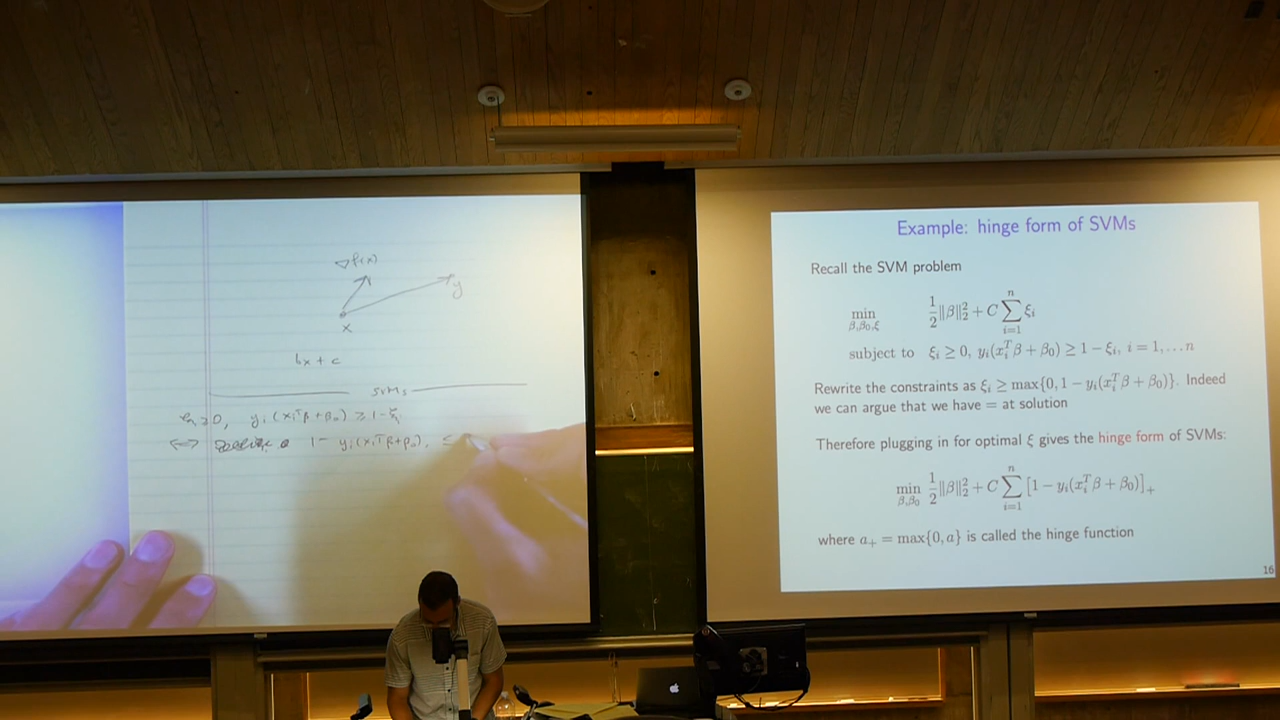 ∇f(x)
y
x
bx + c
SVMs
ξᵢ ≥ 0, yᵢ(xᵢᵀβ + β₀) ≥ 1 - ξᵢ
⟺ 1 - yᵢ(xᵢᵀβ + β₀), ≤
Example: hinge form of SVMs
Recall the SVM problem
min_{β,β₀,ξ} 1/2 ‖β‖₂² + C ∑_{i=1}^{n} ξᵢ
subject to ξᵢ ≥ 0, yᵢ(xᵢᵀβ + β₀) ≥ 1 − ξᵢ, i = 1, . . . n
Rewrite the constraints as ξᵢ ≥ max{0, 1 − yᵢ(xᵢᵀβ + β₀)}. Indeed
we can argue that we have = at solution
Therefore plugging in for optimal ξ gives the hinge form of SVMs:
min_{β,β₀} 1/2 ‖β‖₂² + C ∑_{i=1}^{n} [1 − yᵢ(xᵢᵀβ + β₀)]₊
where a₊ = max{0, a} is called the hinge function
16